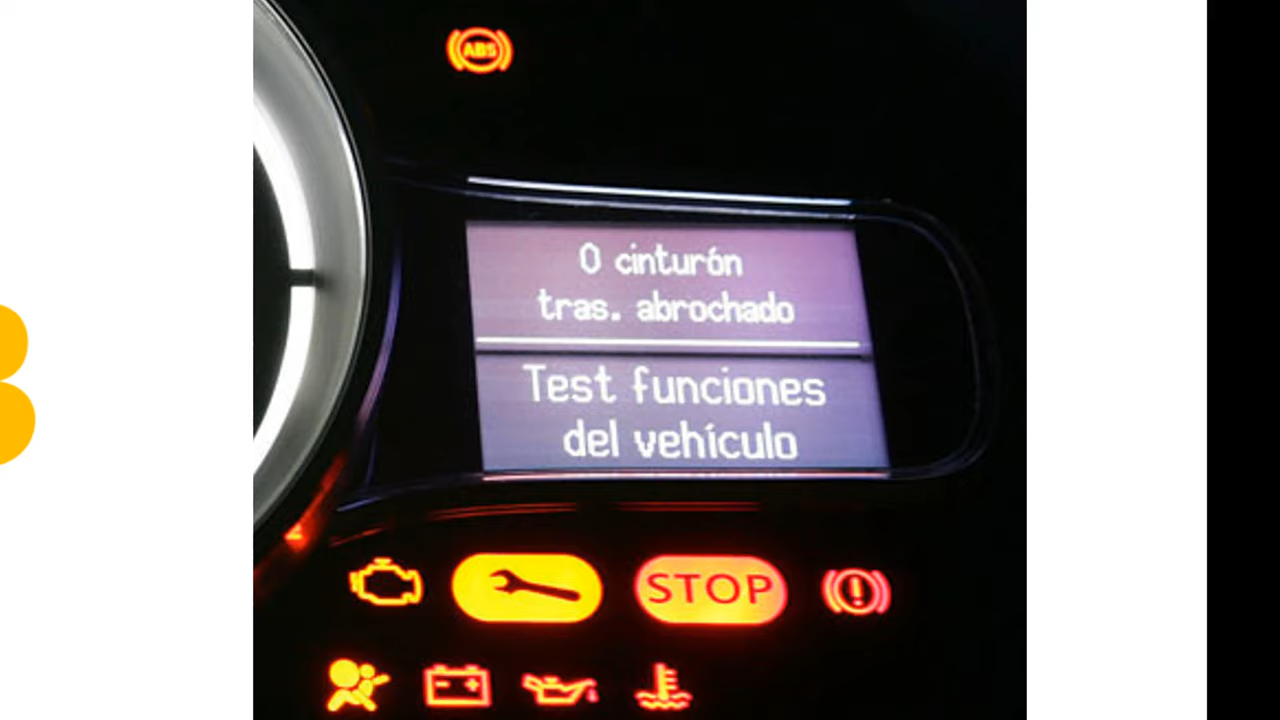 ABS
0 cinturón
tras. abrochado
Test funciones
del vehículo
STOP